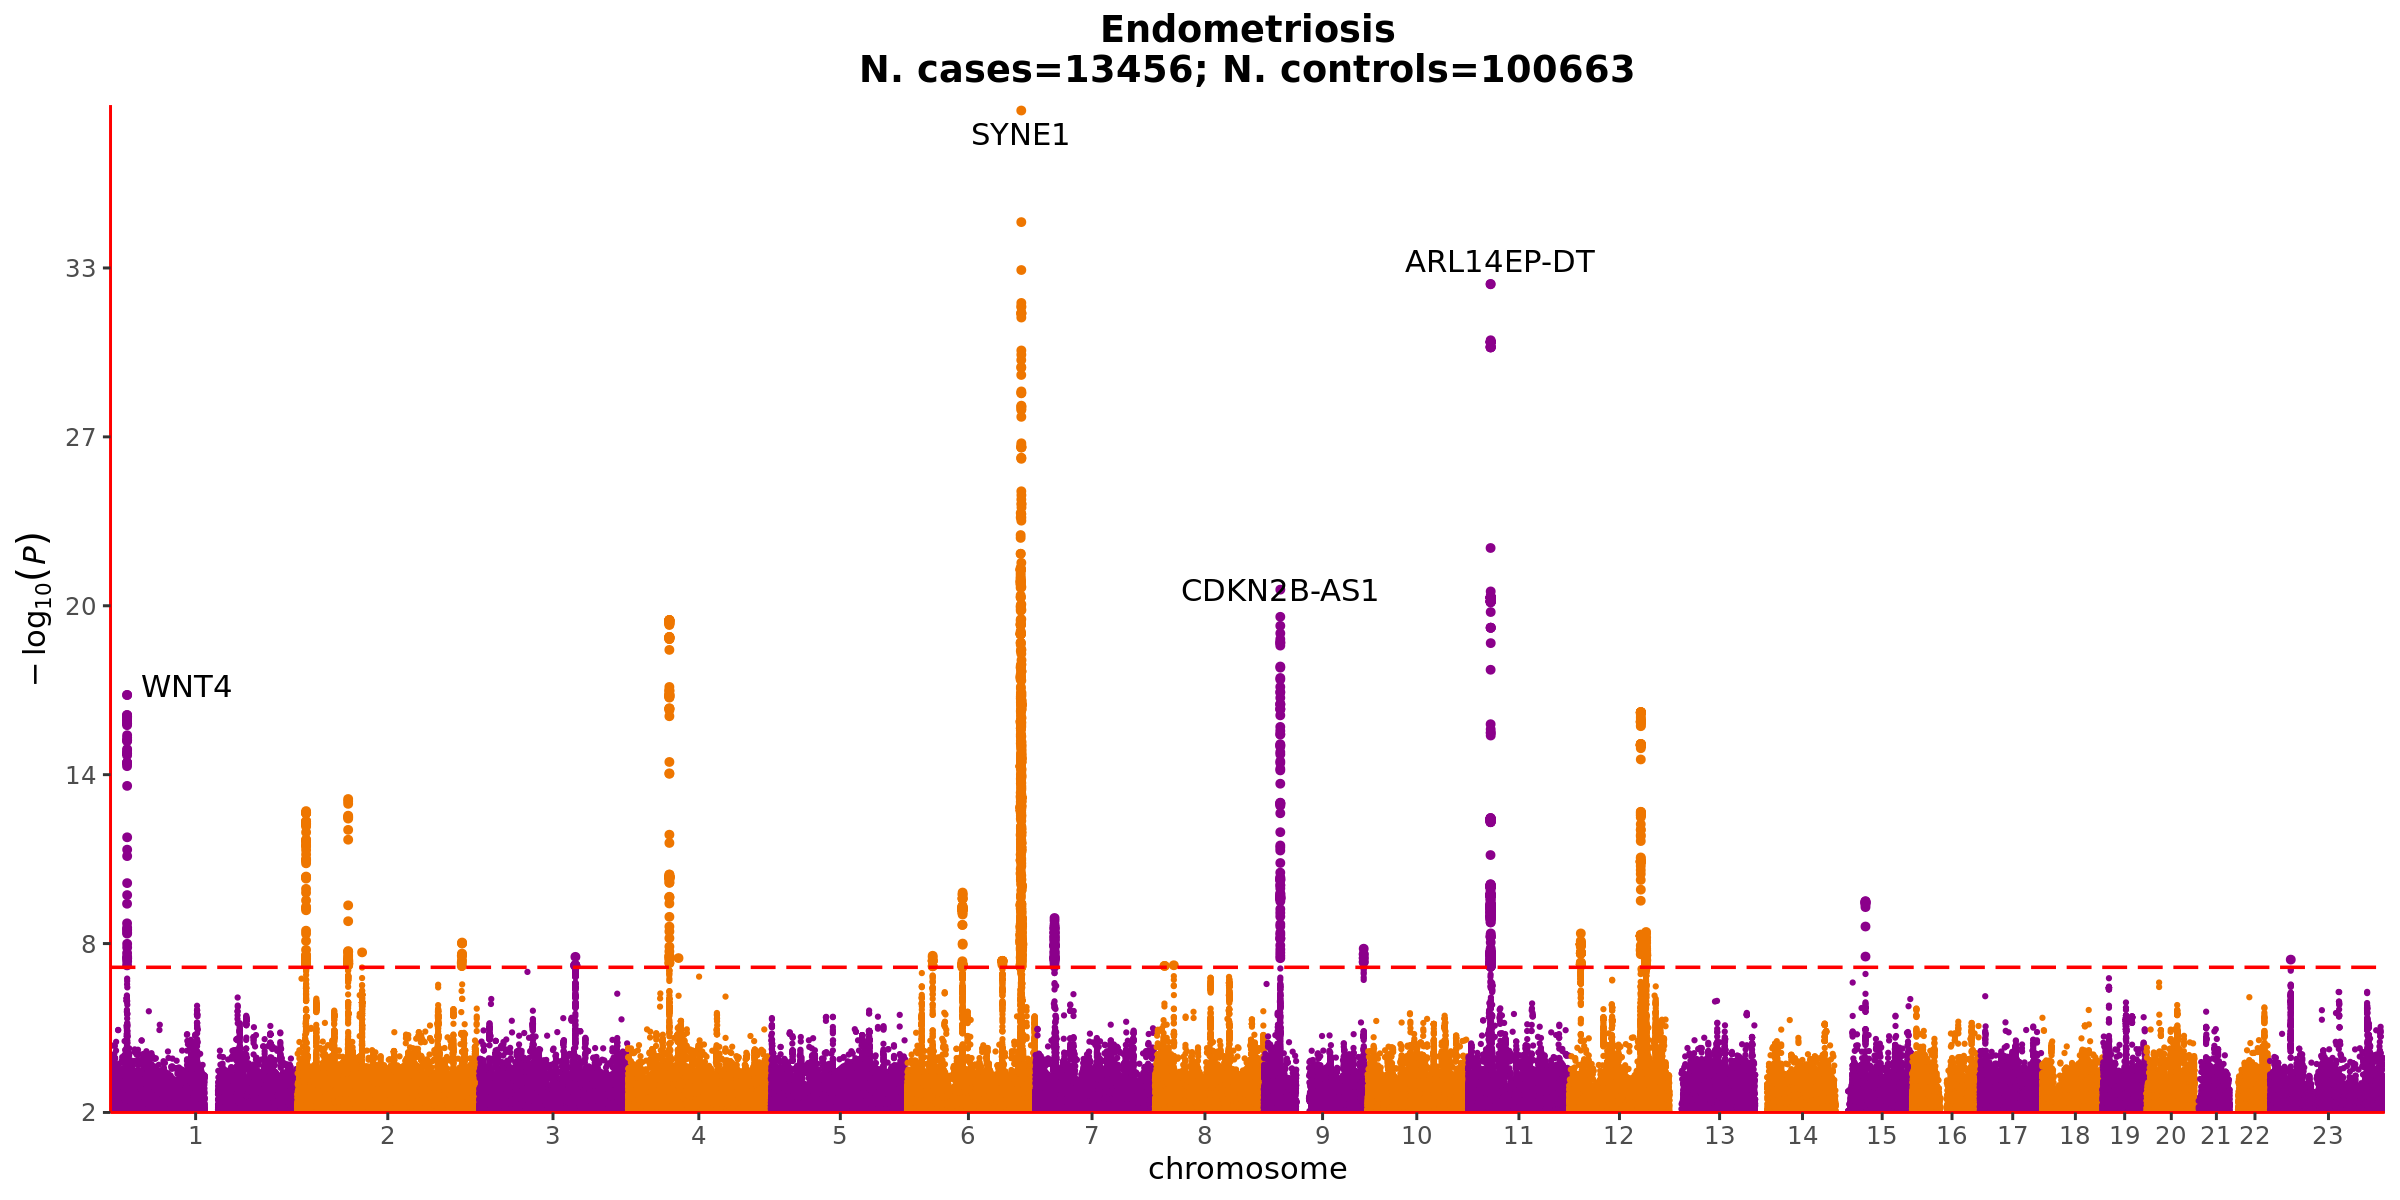 Endometriosis
N. cases=13456; N. controls=100663
SYNE1
ARL14EP-DT
CDKN2B-AS1
WNT4
33
27
20
14
8
2
−log10(P)
1 2 3 4 5 6 7 8 9 10 11 12 13 14 15 16 17 18 19 20 21 22 23
chromosome